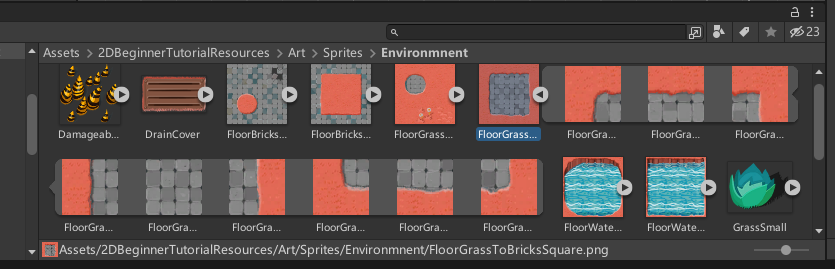 23
Assets > 2DBeginnerTutorialResources > Art > Sprites > Environmnent
Damageab... DrainCover FloorBricks... FloorBricks... FloorGrass... FloorGrass... FloorGra... FloorGra... FloorGra...
FloorGra... FloorGra... FloorGra... FloorGra... FloorGra... FloorGra... FloorWate... FloorWate... GrassSmall
Assets/2DBeginnerTutorialResources/Art/Sprites/Environmnent/FloorGrassToBricksSquare.png